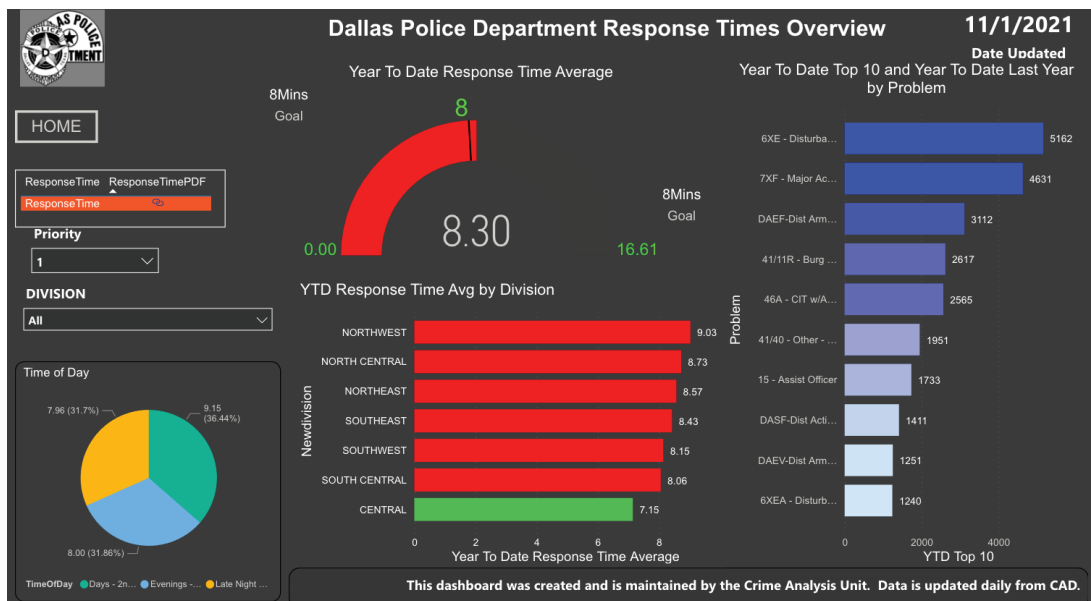 AS POLICE
D
TMENT
Dallas Police Department Response Times Overview
11/1/2021
Date Updated
HOME
ResponseTime ResponseTimePDF
ResponseTime
Priority
1
DIVISION
All
Time of Day
7.96 (31.7%)
9.15
(36.44%)
8.00 (31.86%)
TimeOfDay Days - 2n... Evenings -... Late Night ...
Year To Date Response Time Average
8Mins
Goal
8
8Mins
Goal
0.00
8.30
16.61
YTD Response Time Avg by Division
Newdivision
NORTHWEST 9.03
NORTH CENTRAL 8.73
NORTHEAST 8.57
SOUTHEAST 8.43
SOUTHWEST 8.15
SOUTH CENTRAL 8.06
CENTRAL 7.15
0 2 4 6 8
Year To Date Response Time Average
Year To Date Top 10 and Year To Date Last Year
by Problem
Problem
6XE - Disturba... 5162
7XF - Major Ac... 4631
DAEF-Dist Arm... 3112
41/11R - Burg ... 2617
46A - CIT w/A... 2565
41/40 - Other - ... 1951
15 - Assist Officer 1733
DASF-Dist Acti... 1411
DAEV-Dist Arm... 1251
6XEA - Disturb... 1240
0 2000 4000
YTD Top 10
This dashboard was created and is maintained by the Crime Analysis Unit. Data is updated daily from CAD.